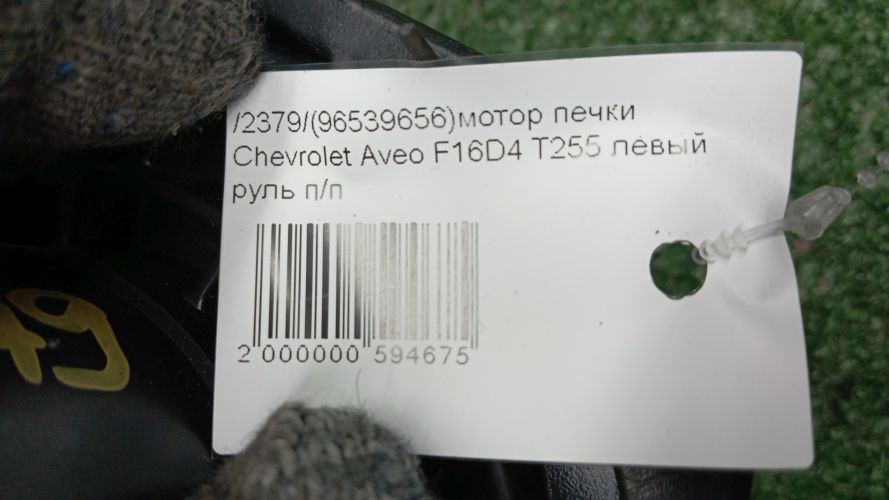 /2379/(96539656)мотор печки
Chevrolet Aveo F16D4 T255 левый
руль п/п
2 000000 594675